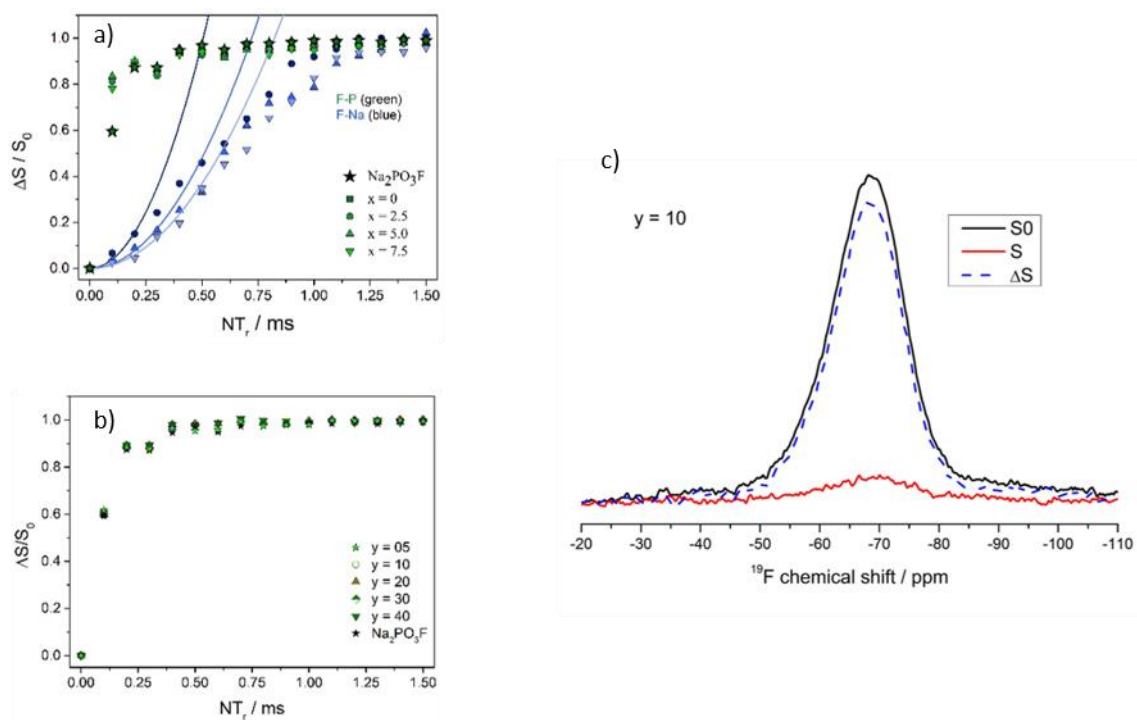 a)
1.0
0.8
0.6
0.4
0.2
0.0
ΔS / S₀
F-P (green)
F-Na (blue)
Na₂PO₃F
x = 0
x = 2.5
x = 5.0
x = 7.5
0.00 0.25 0.50 0.75 1.00 1.25 1.50
NTᵣ / ms
b)
1.0
0.8
0.6
0.4
0.2
0.0
ΔS/S₀
y = 05
y = 10
y = 20
y = 30
y = 40
Na₂PO₃F
0.00 0.25 0.50 0.75 1.00 1.25 1.50
NTᵣ / ms
c)
y = 10
S0
S
ΔS
-20 -30 -40 -50 -60 -70 -80 -90 -100 -110
¹⁹F chemical shift / ppm